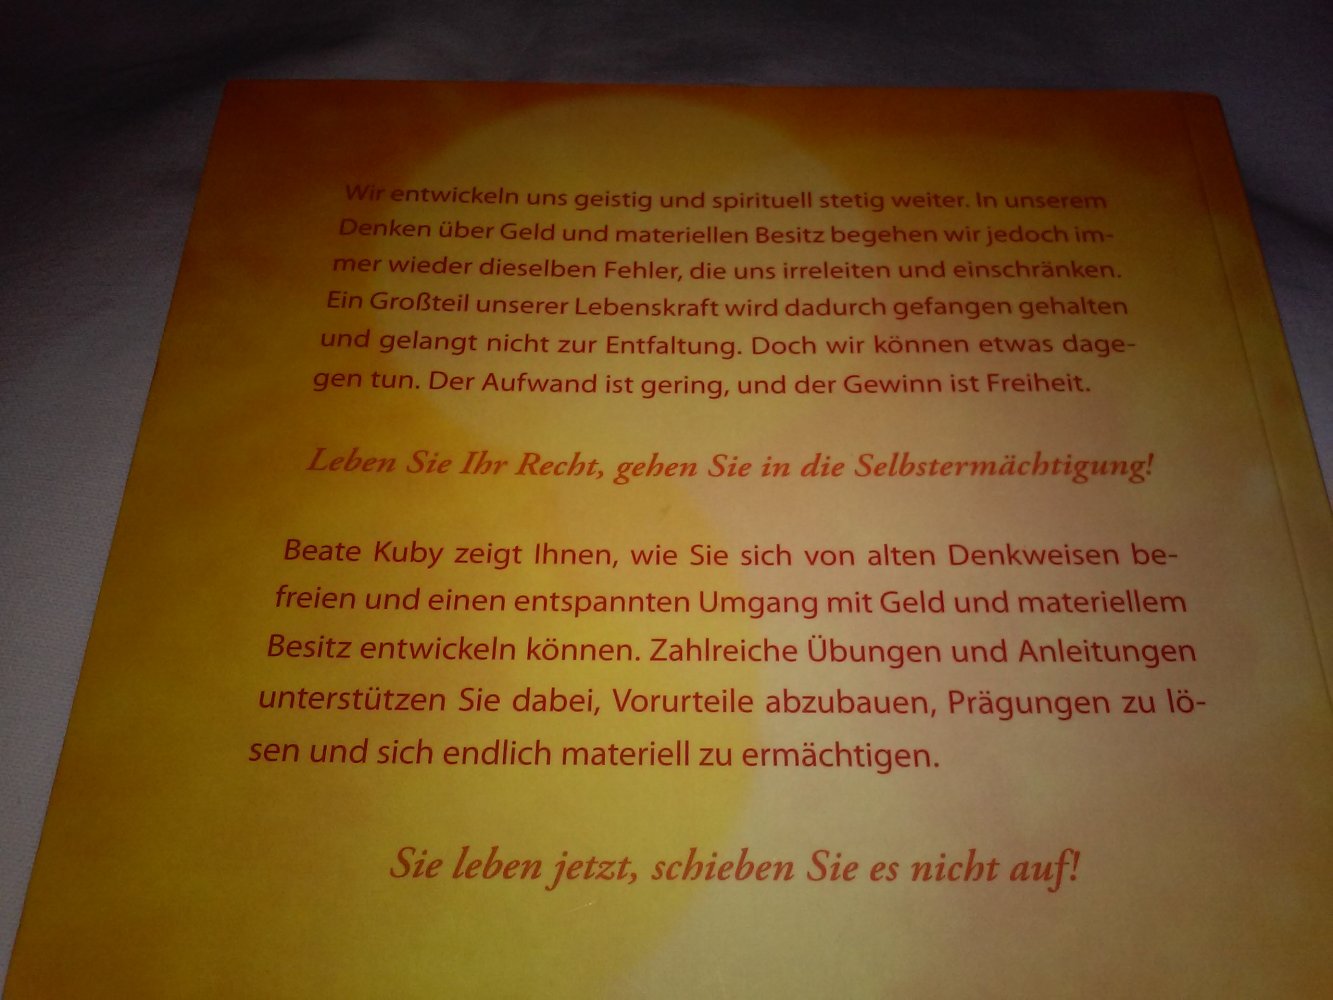 Wir entwickeln uns geistig und spirituell stetig weiter. In unserem
Denken über Geld und materiellen Besitz begehen wir jedoch im-
mer wieder dieselben Fehler, die uns irreleiten und einschränken.
Ein Großteil unserer Lebenskraft wird dadurch gefangen gehalten
und gelangt nicht zur Entfaltung. Doch wir können etwas dage-
gen tun. Der Aufwand ist gering, und der Gewinn ist Freiheit.
Leben Sie Ihr Recht, gehen Sie in die Selbstermächtigung!
Beate Kuby zeigt Ihnen, wie Sie sich von alten Denkweisen be-
freien und einen entspannten Umgang mit Geld und materiellem
Besitz entwickeln können. Zahlreiche Übungen und Anleitungen
unterstützen Sie dabei, Vorurteile abzubauen, Prägungen zu lö-
sen und sich endlich materiell zu ermächtigen.
Sie leben jetzt, schieben Sie es nicht auf!